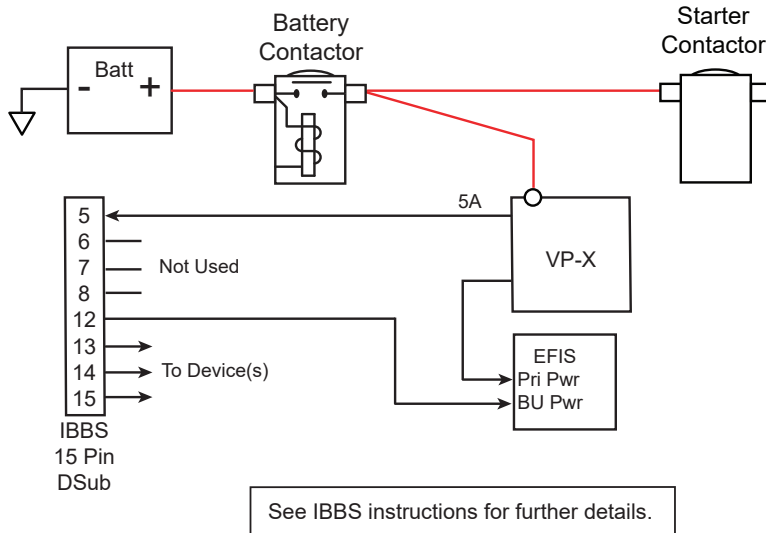 Battery
Contactor
Starter
Contactor
Batt
- +
5A
VP-X
5
6
7
8
12
13
14
15
Not Used
To Device(s)
EFIS
Pri Pwr
BU Pwr
IBBS
15 Pin
DSub
See IBBS instructions for further details.